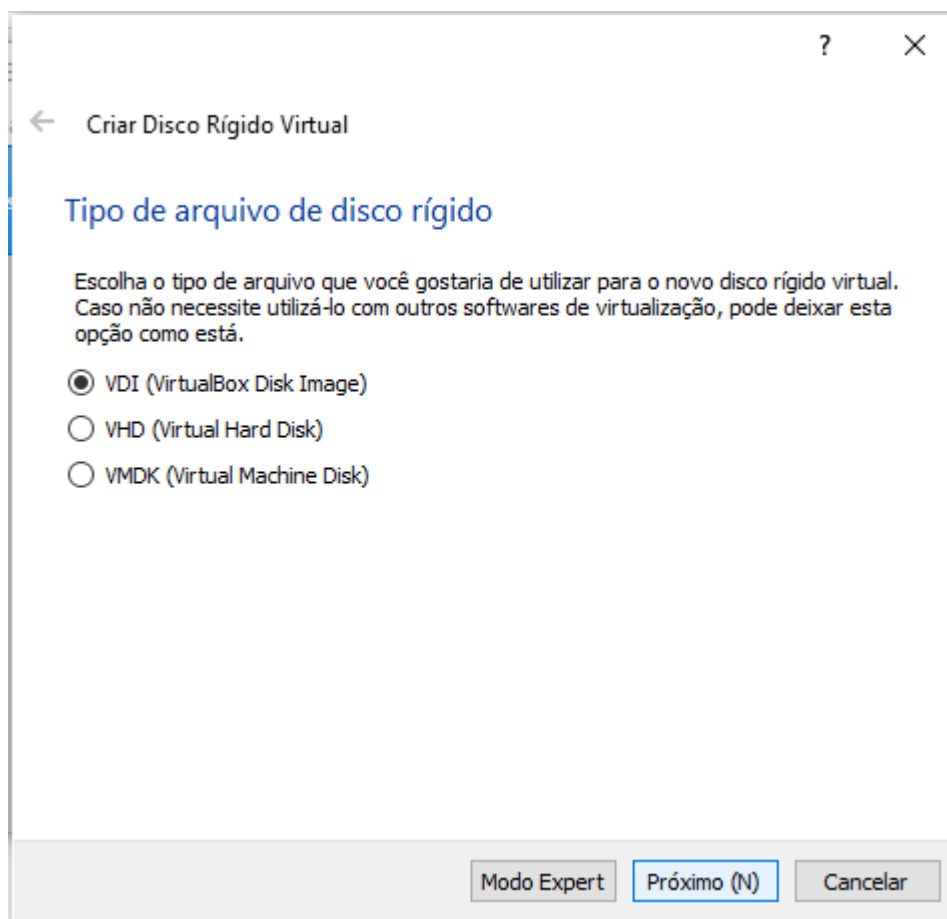 ?
Criar Disco Rígido Virtual
Tipo de arquivo de disco rígido
Escolha o tipo de arquivo que você gostaria de utilizar para o novo disco rígido virtual.
Caso não necessite utilizá-lo com outros softwares de virtualização, pode deixar esta
opção como está.
VDI (VirtualBox Disk Image)
VHD (Virtual Hard Disk)
VMDK (Virtual Machine Disk)
Modo Expert Próximo (N) Cancelar